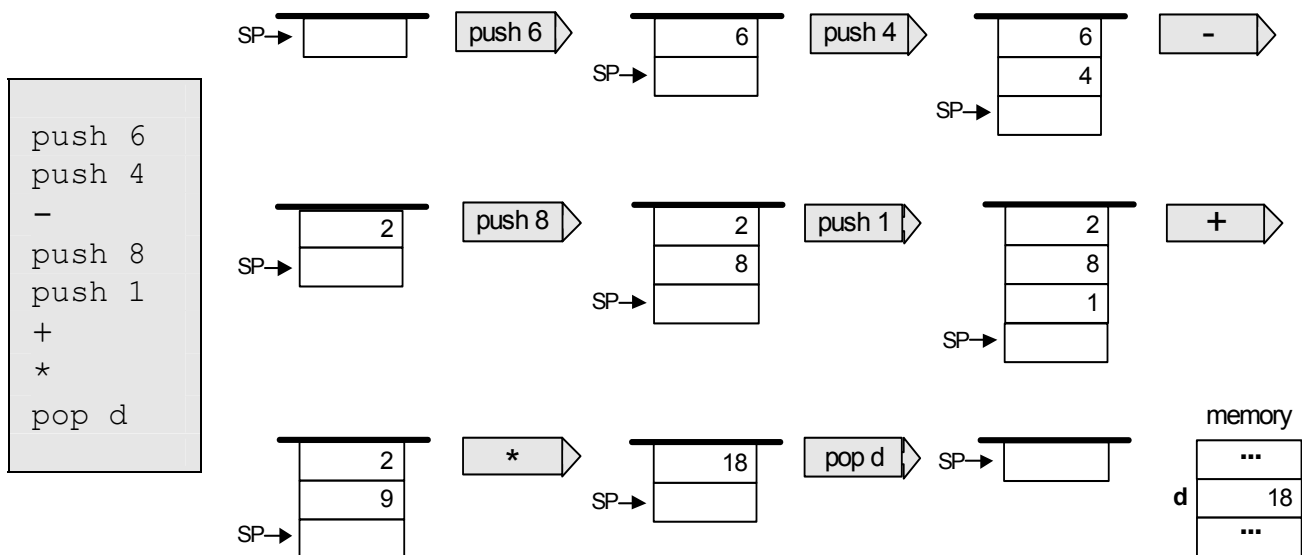 push 6
push 4
-
push 8
push 1
+
*
pop d
SP
push 6
6
SP
push 4
6
4
SP
-
2
SP
push 8
2
8
SP
push 1
2
8
1
SP
+
2
9
SP
*
18
SP
pop d
SP
memory
...
d 18
...